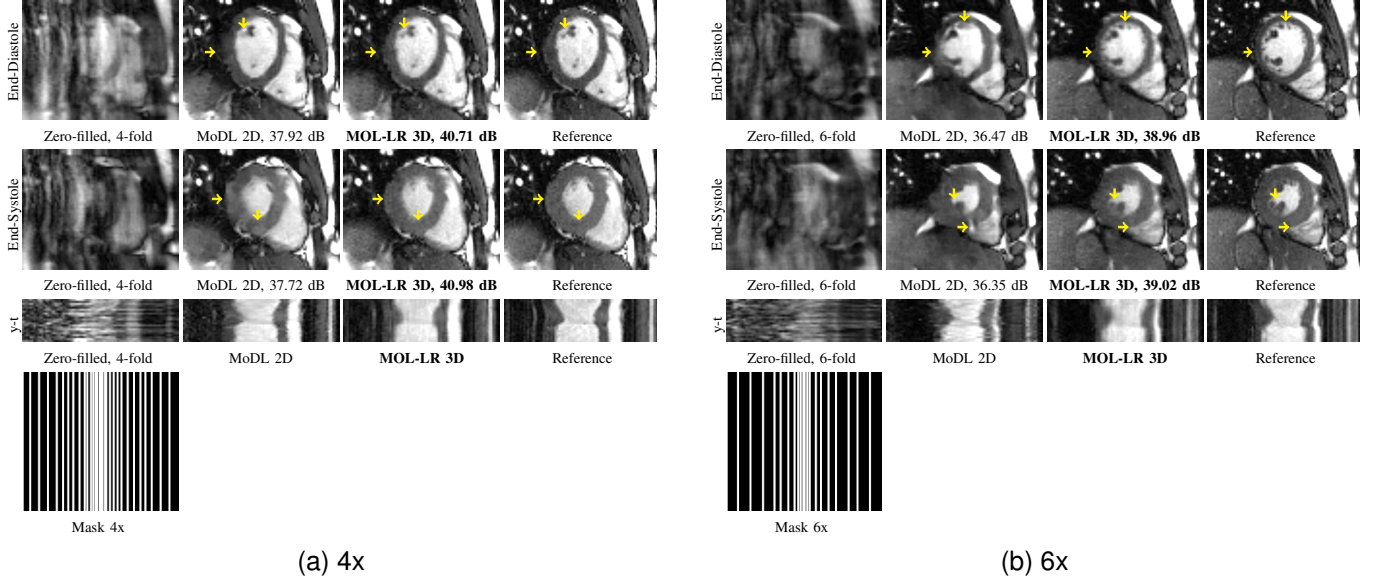 End-Diastole
Zero-filled, 4-fold
MoDL 2D, 37.92 dB
MOL-LR 3D, 40.71 dB
Reference
End-Systole
Zero-filled, 4-fold
MoDL 2D, 37.72 dB
MOL-LR 3D, 40.98 dB
Reference
y-t
Zero-filled, 4-fold
MoDL 2D
MOL-LR 3D
Reference
Mask 4x
(a) 4x
End-Diastole
Zero-filled, 6-fold
MoDL 2D, 36.47 dB
MOL-LR 3D, 38.96 dB
Reference
End-Systole
Zero-filled, 6-fold
MoDL 2D, 36.35 dB
MOL-LR 3D, 39.02 dB
Reference
y-t
Zero-filled, 6-fold
MoDL 2D
MOL-LR 3D
Reference
Mask 6x
(b) 6x